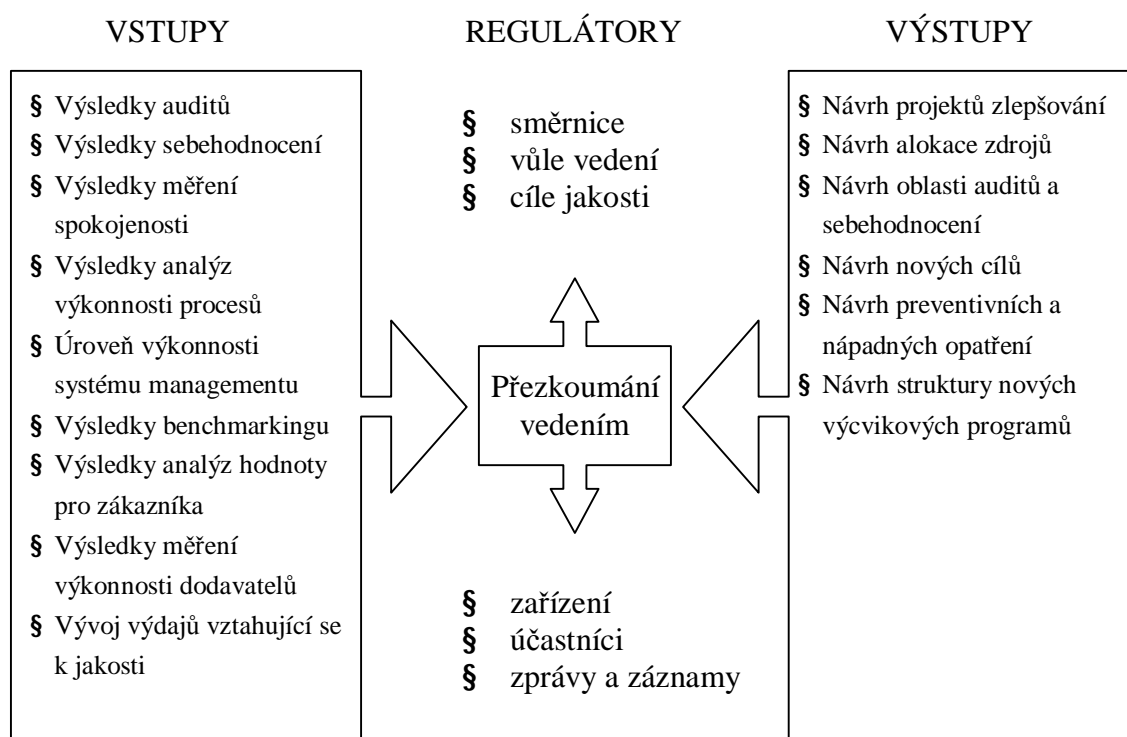 VSTUPY
§ Výsledky auditů
§ Výsledky sebehodnocení
§ Výsledky měření
spokojenosti
§ Výsledky analýz
výkonnosti procesů
§ Úroveň výkonnosti
systému managementu
§ Výsledky benchmarkingu
§ Výsledky analýz hodnoty
pro zákazníka
§ Výsledky měření
výkonnosti dodavatelů
§ Vývoj výdajů vztahující se
k jakosti
REGULÁTORY
§ směrnice
§ vůle vedení
§ cíle jakosti
Přezkoumání
vedením
§ zařízení
§ účastníci
§ zprávy a záznamy
VÝSTUPY
§ Návrh projektů zlepšování
§ Návrh alokace zdrojů
§ Návrh oblasti auditů a
sebehodnocení
§ Návrh nových cílů
§ Návrh preventivních a
nápadných opatření
§ Návrh struktury nových
výcvikových programů